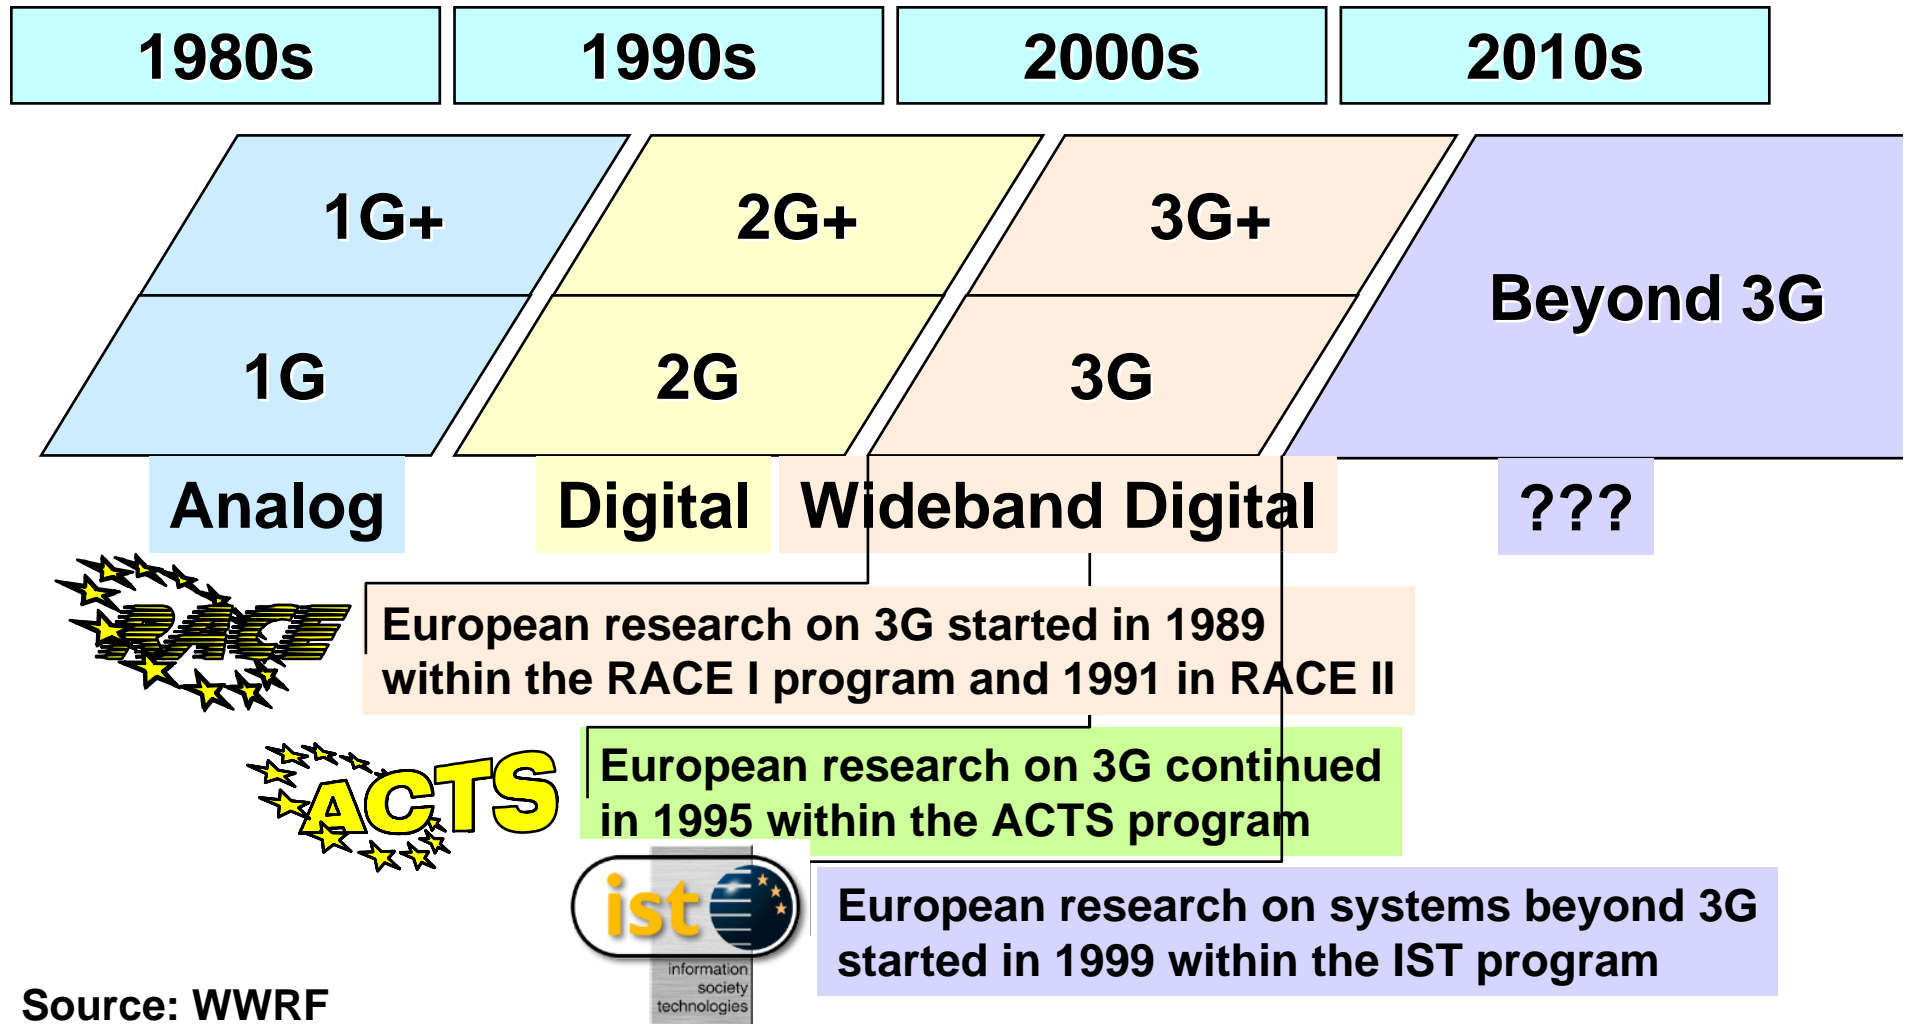 1980s 1990s 2000s 2010s
1G+ 2G+ 3G+
Beyond 3G
1G 2G 3G
Analog Digital Wideband Digital ???
RACE
European research on 3G started in 1989
within the RACE I program and 1991 in RACE II
ACTS
European research on 3G continued
in 1995 within the ACTS program
ist
information
society
technologies
European research on systems beyond 3G
started in 1999 within the IST program
Source: WWRF